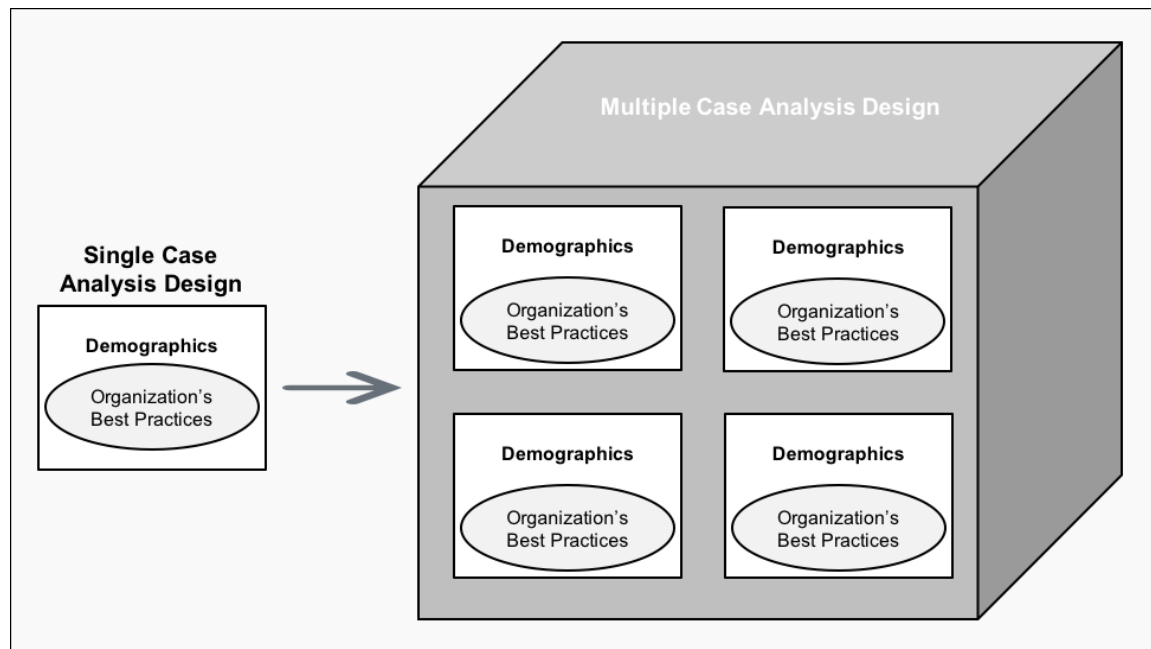 Multiple Case Analysis Design
Single Case
Analysis Design
Demographics
Organization's
Best Practices
Demographics
Organization's
Best Practices
Demographics
Organization's
Best Practices
Demographics
Organization's
Best Practices
Demographics
Organization's
Best Practices